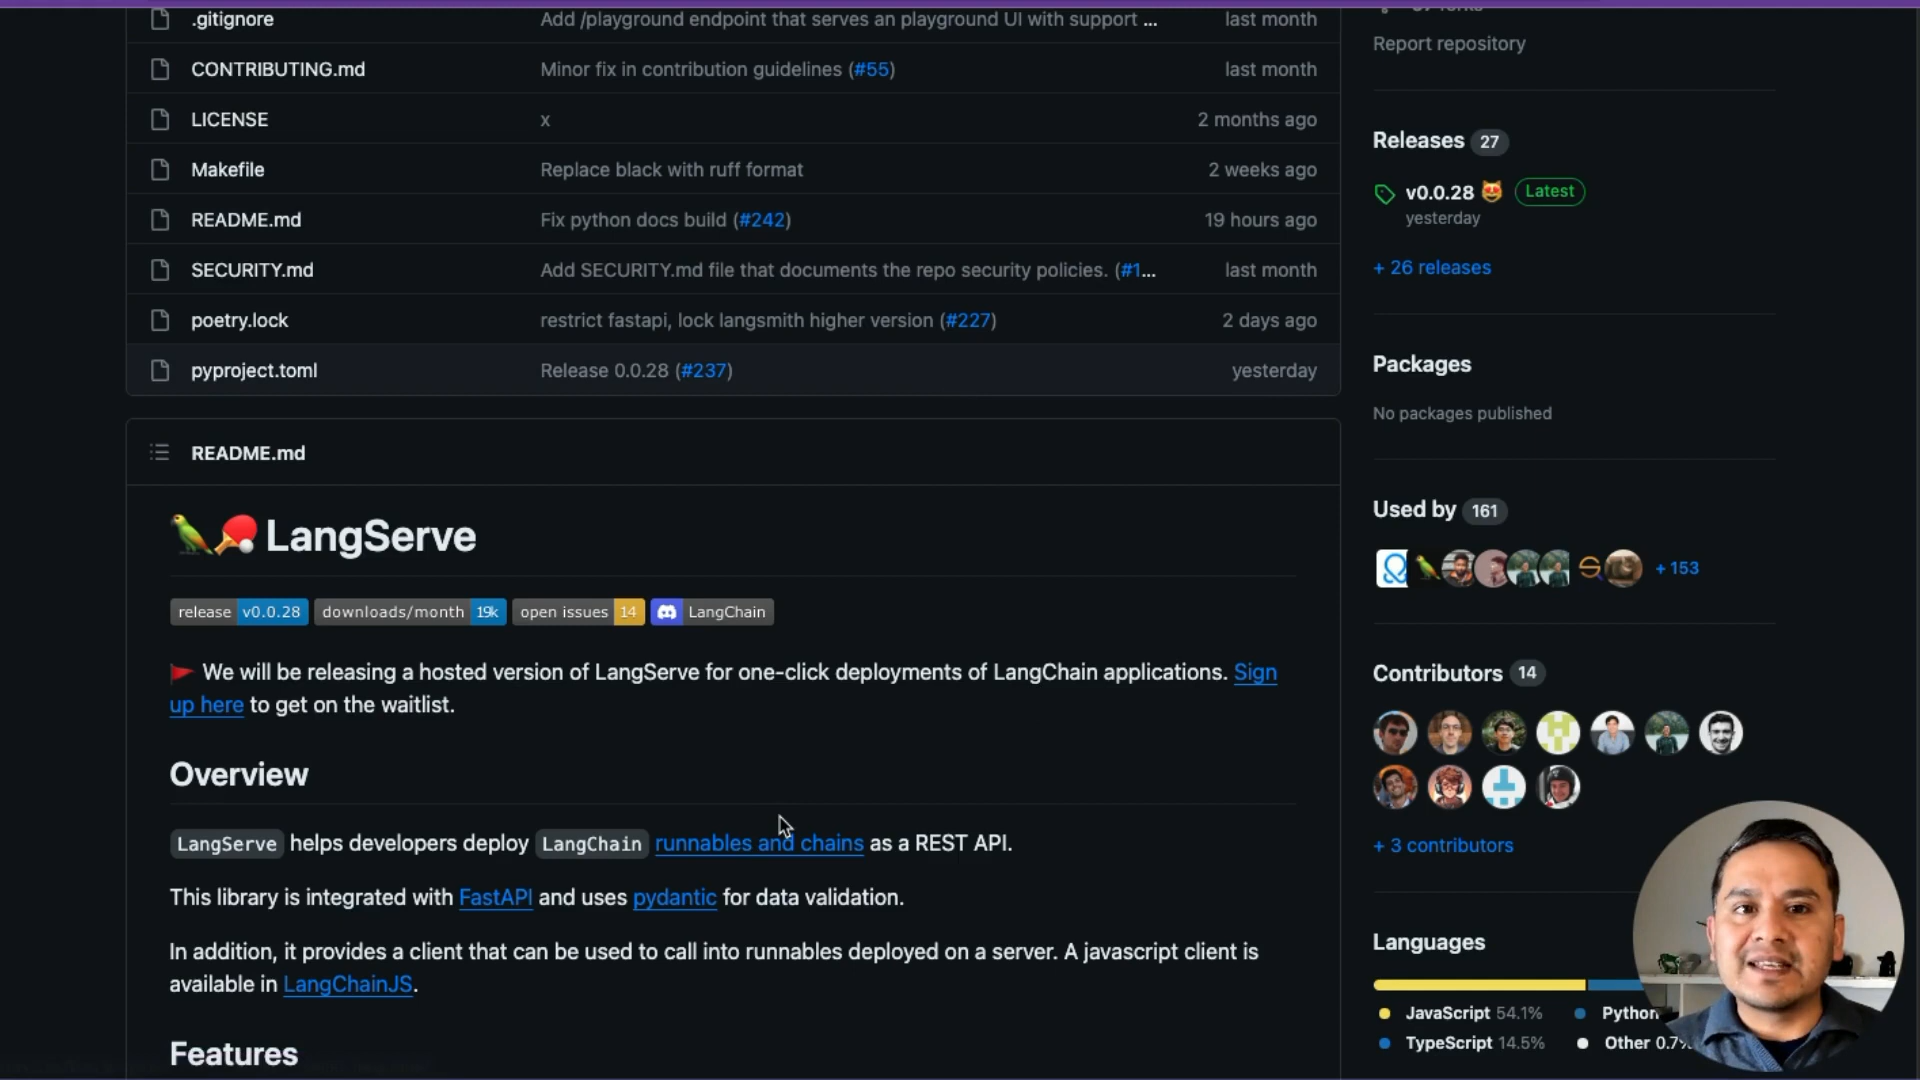 .gitignore
Add /playground endpoint that serves an playground UI with support ...
last month
CONTRIBUTING.md
Minor fix in contribution guidelines (#55)
last month
LICENSE
x
2 months ago
Makefile
Replace black with ruff format
2 weeks ago
README.md
Fix python docs build (#242)
19 hours ago
SECURITY.md
Add SECURITY.md file that documents the repo security policies. (#1...
last month
poetry.lock
restrict fastapi, lock langsmith higher version (#227)
2 days ago
pyproject.toml
Release 0.0.28 (#237)
yesterday
README.md
LangServe
release v0.0.28 downloads/month 19k open issues 14 LangChain
We will be releasing a hosted version of LangServe for one-click deployments of LangChain applications. Sign
up here to get on the waitlist.
Overview
LangServe helps developers deploy LangChain runnables and chains as a REST API.
This library is integrated with FastAPI and uses pydantic for data validation.
In addition, it provides a client that can be used to call into runnables deployed on a server. A javascript client is
available in LangChainJS.
Features
Report repository
Releases 27
v0.0.28 Latest
yesterday
+ 26 releases
Packages
No packages published
Used by 161
+ 153
Contributors 14
+ 3 contributors
Languages
JavaScript 54.1%
Python
TypeScript 14.5%
Other 0.7%